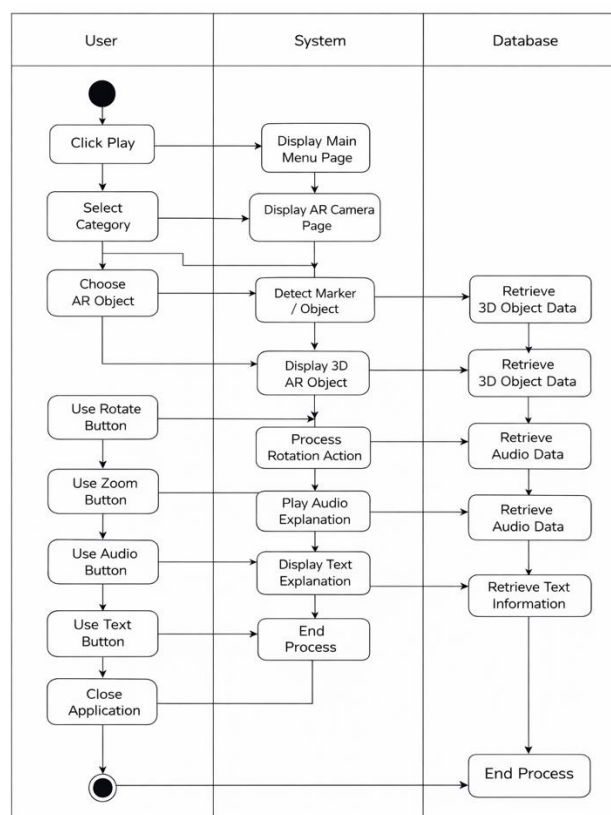 User
System
Database
Click Play
Display Main
Menu Page
Select
Category
Display AR Camera
Page
Choose
AR Object
Detect Marker
/ Object
Retrieve
3D Object Data
Display 3D
AR Object
Retrieve
3D Object Data
Use Rotate
Button
Process
Rotation Action
Retrieve
Audio Data
Use Zoom
Button
Play Audio
Explanation
Retrieve
Audio Data
Use Audio
Button
Display Text
Explanation
Retrieve Text
Information
Use Text
Button
End
Process
Close
Application
End Process